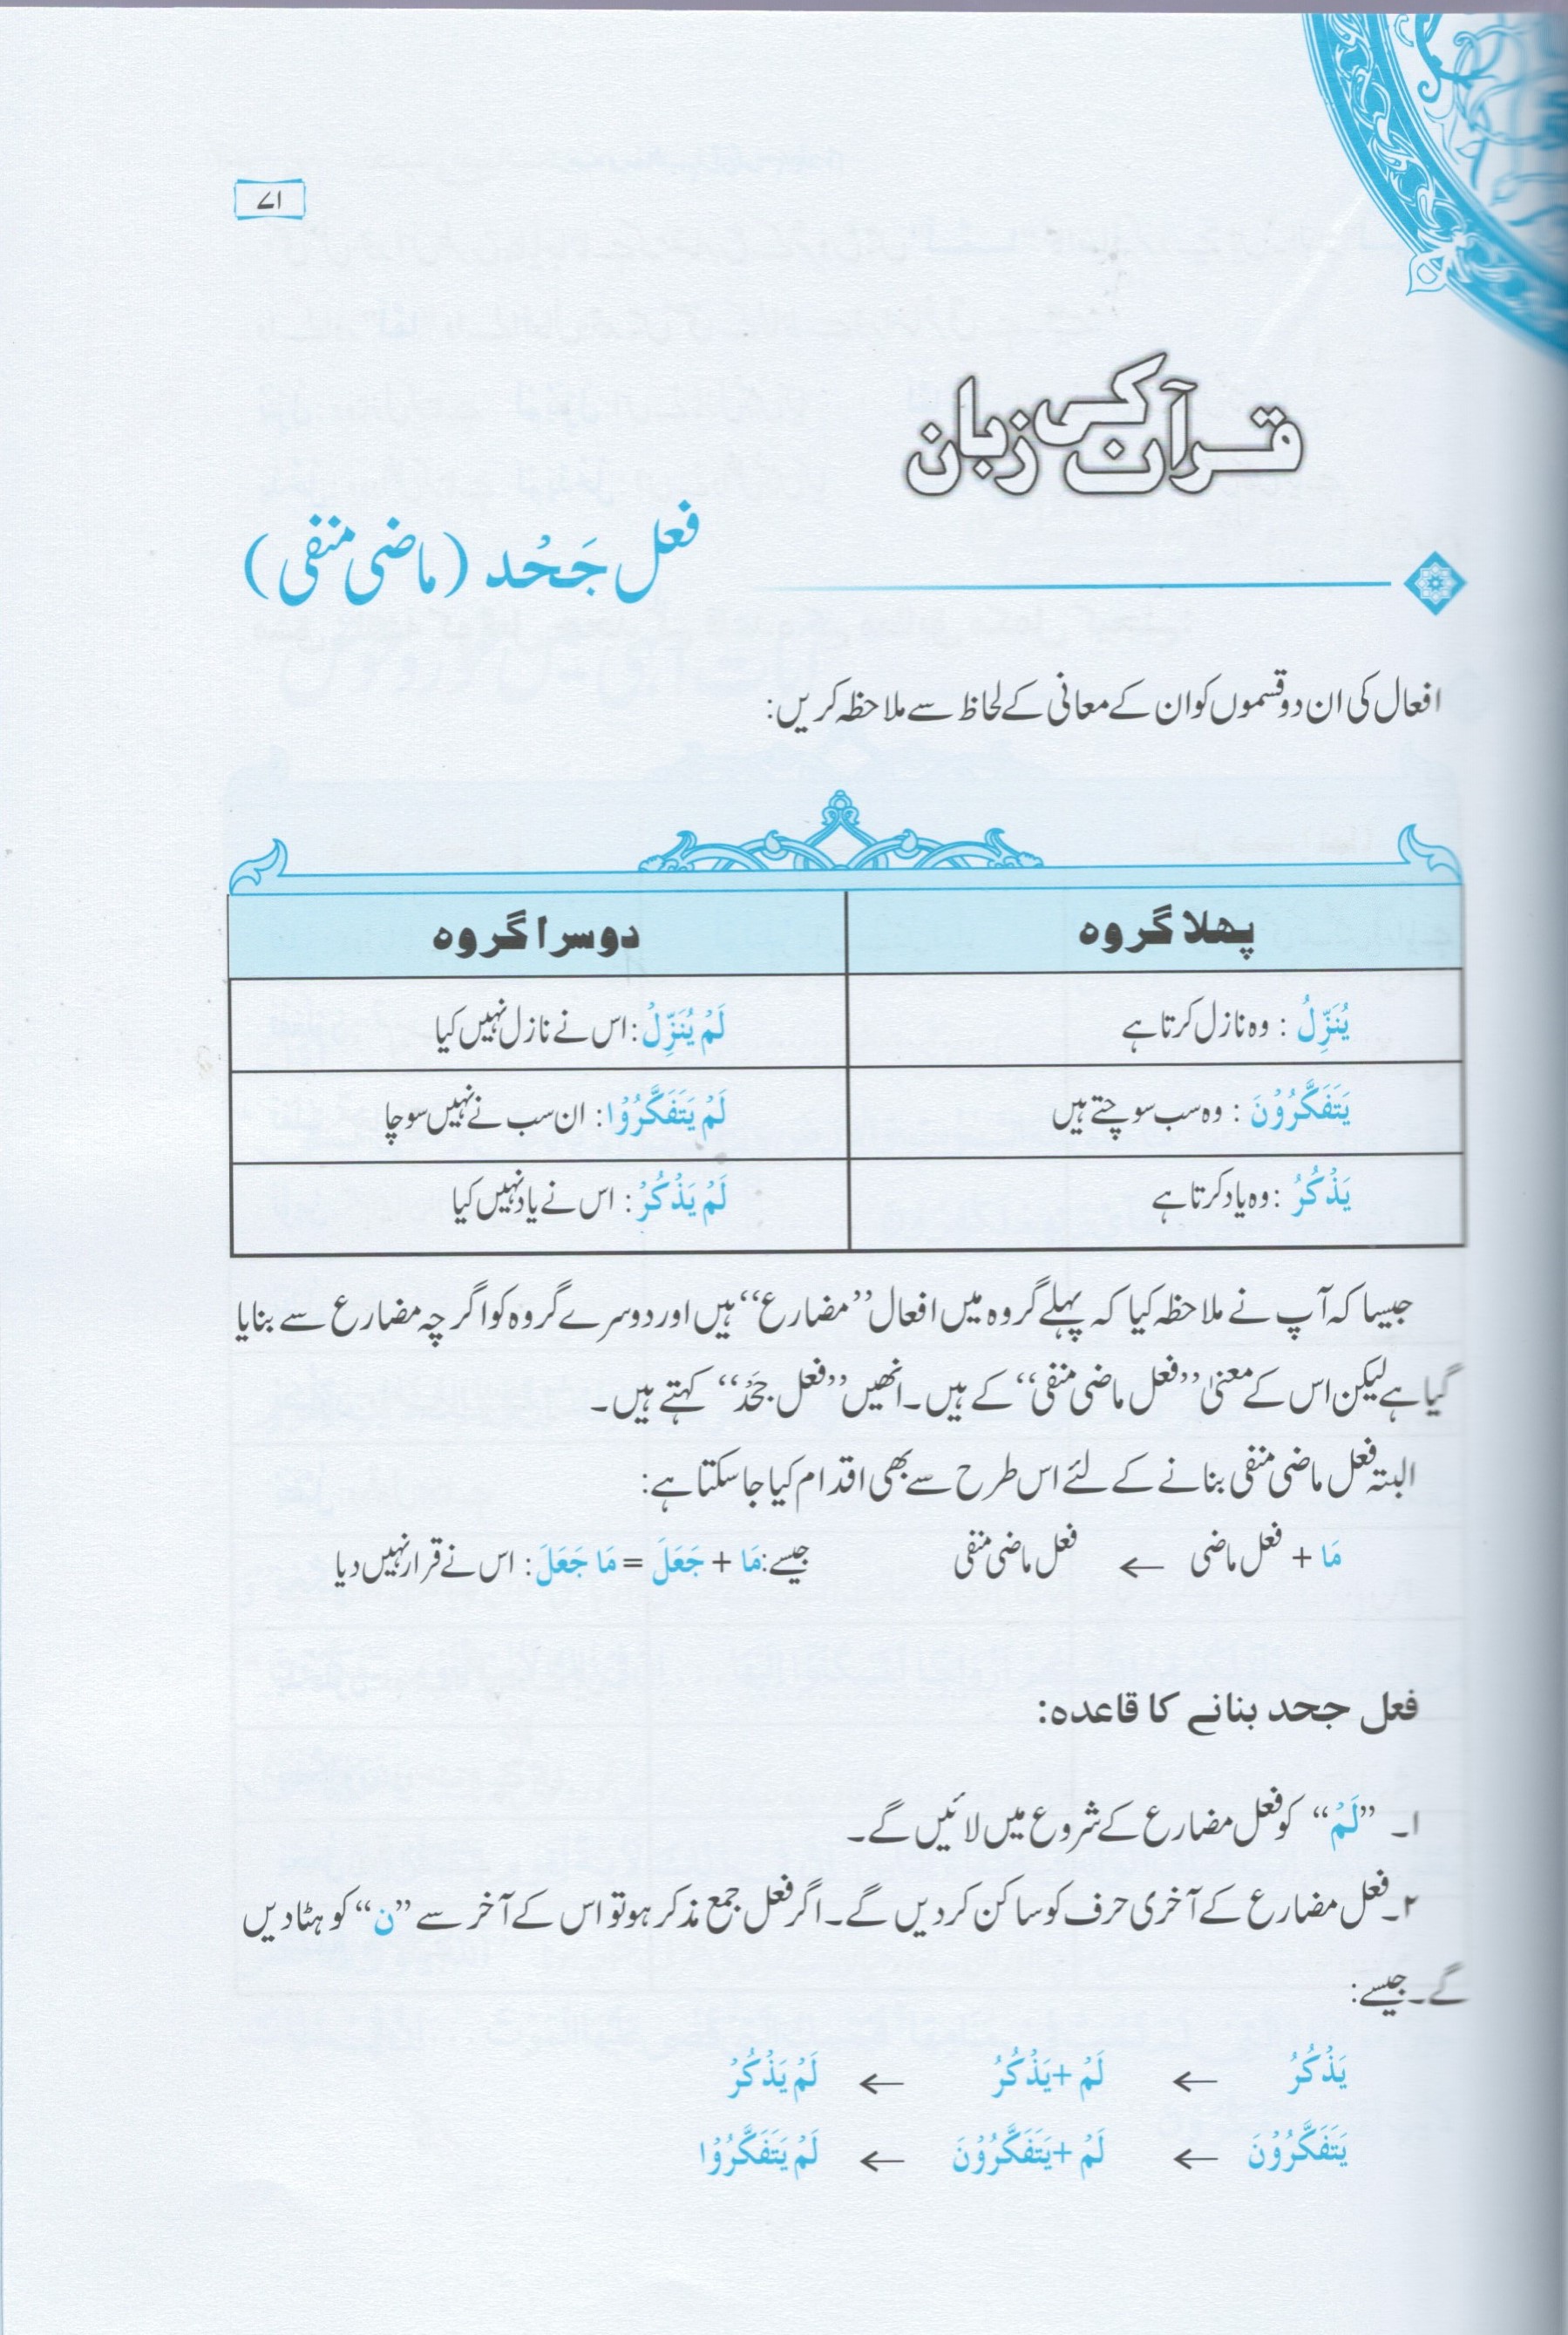 ۷۱
قرآن کی زبان
فعل جَحْد (ماضی منفی)
افعال کی ان دو قسموں کو ان کے معانی کے لحاظ سے ملاحظہ کریں:
پہلا گروہ	دوسرا گروہ
یُنَزِّلُ : وہ نازل کرتا ہے	لَمْ یُنَزِّلْ: اس نے نازل نہیں کیا
یَتَفَکَّرُوْنَ : وہ سب سوچتے ہیں	لَمْ یَتَفَکَّرُوْا: ان سب نے نہیں سوچا
یَذْکُرُ :وہ یاد کرتا ہے	لَمْ یَذْکُرْ : اس نے یاد نہیں کیا
جیسا کہ آپ نے ملاحظہ کیا کہ پہلے گروہ میں افعال ”مضارع“ ہیں اور دوسرے گروہ کو اگر چہ مضارع سے بنایا
گیا ہے لیکن اس کے معنیٰ ”فعل ماضی منفی“ کے ہیں۔ انھیں ”فعل جَحْد“ کہتے ہیں۔
البتہ فعل ماضی منفی بنانے کے لئے اس طرح سے بھی اقدام کیا جا سکتا ہے:
مَا + فعل ماضی ← فعل ماضی منفی	جیسے: مَا + جَعَلَ = مَا جَعَلَ: اس نے قرار نہیں دیا
فعل جحد بنانے کا قاعدہ:
۱۔ ”لَمْ“ کو فعل مضارع کے شروع میں لائیں گے۔
۲۔ فعل مضارع کے آخری حرف کو ساکن کر دیں گے۔ اگر فعل جمع مذکر ہو تو اس کے آخر سے ”ن“ کو ہٹا دیں
گے۔ جیسے:
یَذْکُرُ ← لَمْ + یَذْکُرُ ← لَمْ یَذْکُرْ
یَتَفَکَّرُوْنَ ← لَمْ + یَتَفَکَّرُوْنَ ← لَمْ یَتَفَکَّرُوْا